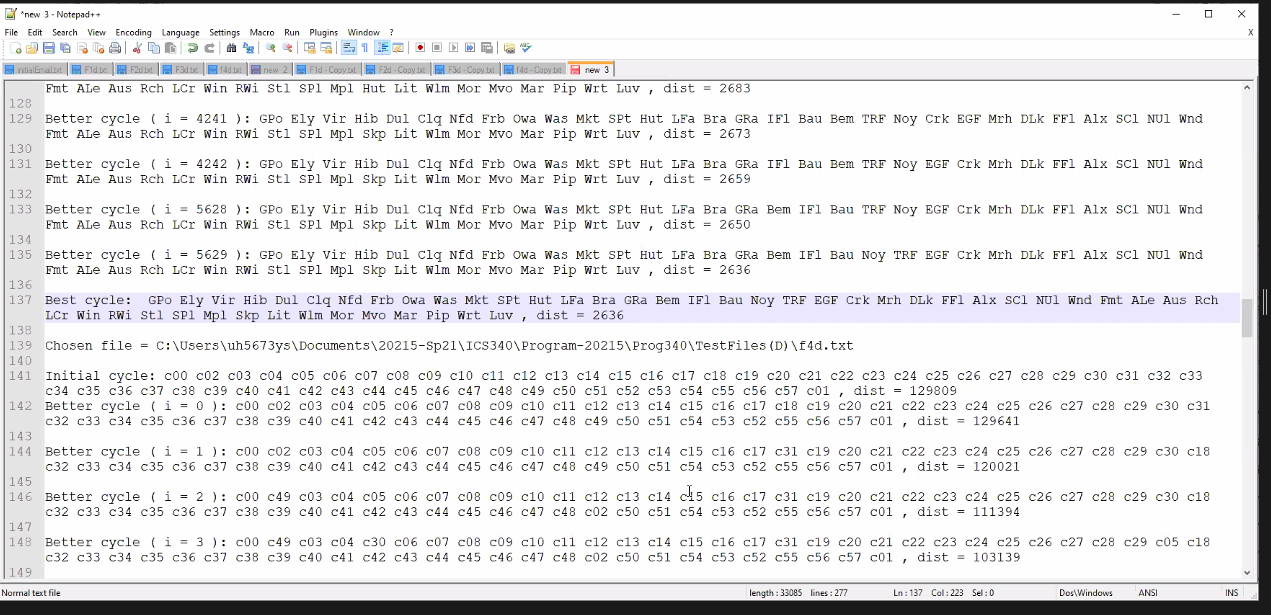 *new 3 - Notepad++
File Edit Search View Encoding Language Settings Macro Run Plugins Window ? X
initialEmail.txt F1d.txt F2d.txt F3d.txt f4d.txt new 2 F1d - Copy.txt F2d - Copy.txt F3d - Copy.txt f4d - Copy.txt new 3
Fmt ALe Aus Rch LCr Win RWi Stl SPl Mpl Hut Lit Wlm Mor Mvo Mar Pip Wrt Luv , dist = 2683
128
129 Better cycle ( i = 4241 ): GPo Ely Vir Hib Dul Clq Nfd Frb Owa Was Mkt SPt Hut LFa Bra GRa IFl Bau Bem TRF Noy Crk EGF Mrh DLk FFl Alx SCl NUl Wnd
Fmt ALe Aus Rch LCr Win RWi Stl SPl Mpl Skp Lit Wlm Mor Mvo Mar Pip Wrt Luv , dist = 2673
130
131 Better cycle ( i = 4242 ): GPo Ely Vir Hib Dul Clq Nfd Frb Owa Was Mkt SPt Hut LFa Bra GRa IFl Bau Bem TRF Noy EGF Crk Mrh DLk FFl Alx SCl NUl Wnd
Fmt ALe Aus Rch LCr Win RWi Stl SPl Mpl Skp Lit Wlm Mor Mvo Mar Pip Wrt Luv , dist = 2659
132
133 Better cycle ( i = 5628 ): GPo Ely Vir Hib Dul Clq Nfd Frb Owa Was Mkt SPt Hut LFa Bra GRa Bem IFl Bau TRF Noy EGF Crk Mrh DLk FFl Alx SCl NUl Wnd
Fmt ALe Aus Rch LCr Win RWi Stl SPl Mpl Skp Lit Wlm Mor Mvo Mar Pip Wrt Luv , dist = 2650
134
135 Better cycle ( i = 5629 ): GPo Ely Vir Hib Dul Clq Nfd Frb Owa Was Mkt SPt Hut LFa Bra GRa Bem IFl Bau Noy TRF EGF Crk Mrh DLk FFl Alx SCl NUl Wnd
Fmt ALe Aus Rch LCr Win RWi Stl SPl Mpl Skp Lit Wlm Mor Mvo Mar Pip Wrt Luv , dist = 2636
136
137 Best cycle: GPo Ely Vir Hib Dul Clq Nfd Frb Owa Was Mkt SPt Hut LFa Bra GRa Bem IFl Bau Noy TRF EGF Crk Mrh DLk FFl Alx SCl NUl Wnd Fmt ALe Aus Rch
LCr Win RWi Stl SPl Mpl Skp Lit Wlm Mor Mvo Mar Pip Wrt Luv , dist = 2636
138
139 Chosen file = C:\Users\uh5673ys\Documents\20215-Sp21\ICS340\Program-20215\Prog340\TestFiles(D)\f4d.txt
140
141 Initial cycle: c00 c02 c03 c04 c05 c06 c07 c08 c09 c10 c11 c12 c13 c14 c15 c16 c17 c18 c19 c20 c21 c22 c23 c24 c25 c26 c27 c28 c29 c30 c31 c32 c33
c34 c35 c36 c37 c38 c39 c40 c41 c42 c43 c44 c45 c46 c47 c48 c49 c50 c51 c52 c53 c54 c55 c56 c57 c01 , dist = 129809
142 Better cycle ( i = 0 ): c00 c02 c03 c04 c05 c06 c07 c08 c09 c10 c11 c12 c13 c14 c15 c16 c17 c18 c19 c20 c21 c22 c23 c24 c25 c26 c27 c28 c29 c30 c31
c32 c33 c34 c35 c36 c37 c38 c39 c40 c41 c42 c43 c44 c45 c46 c47 c48 c49 c50 c51 c54 c53 c52 c55 c56 c57 c01 , dist = 129641
143
144 Better cycle ( i = 1 ): c00 c02 c03 c04 c05 c06 c07 c08 c09 c10 c11 c12 c13 c14 c15 c16 c17 c31 c19 c20 c21 c22 c23 c24 c25 c26 c27 c28 c29 c30 c18
c32 c33 c34 c35 c36 c37 c38 c39 c40 c41 c42 c43 c44 c45 c46 c47 c48 c49 c50 c51 c54 c53 c52 c55 c56 c57 c01 , dist = 120021
145
146 Better cycle ( i = 2 ): c00 c49 c03 c04 c05 c06 c07 c08 c09 c10 c11 c12 c13 c14 c15 c16 c17 c31 c19 c20 c21 c22 c23 c24 c25 c26 c27 c28 c29 c30 c18
c32 c33 c34 c35 c36 c37 c38 c39 c40 c41 c42 c43 c44 c45 c46 c47 c48 c02 c50 c51 c54 c53 c52 c55 c56 c57 c01 , dist = 111394
147
148 Better cycle ( i = 3 ): c00 c49 c03 c04 c30 c06 c07 c08 c09 c10 c11 c12 c13 c14 c15 c16 c17 c31 c19 c20 c21 c22 c23 c24 c25 c26 c27 c28 c29 c05 c18
c32 c33 c34 c35 c36 c37 c38 c39 c40 c41 c42 c43 c44 c45 c46 c47 c48 c02 c50 c51 c54 c53 c52 c55 c56 c57 c01 , dist = 103139
149
Normal text file length : 33085 lines : 277 Ln : 137 Col : 223 Sel : 0 Dos\Windows ANSI INS